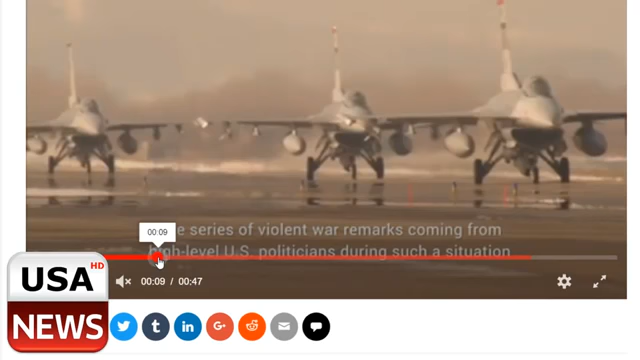 00:09
e series of violent war remarks coming from
high-level U.S. politicians during such a situation
00:09 / 00:47
USA HD
NEWS
t
in
G+